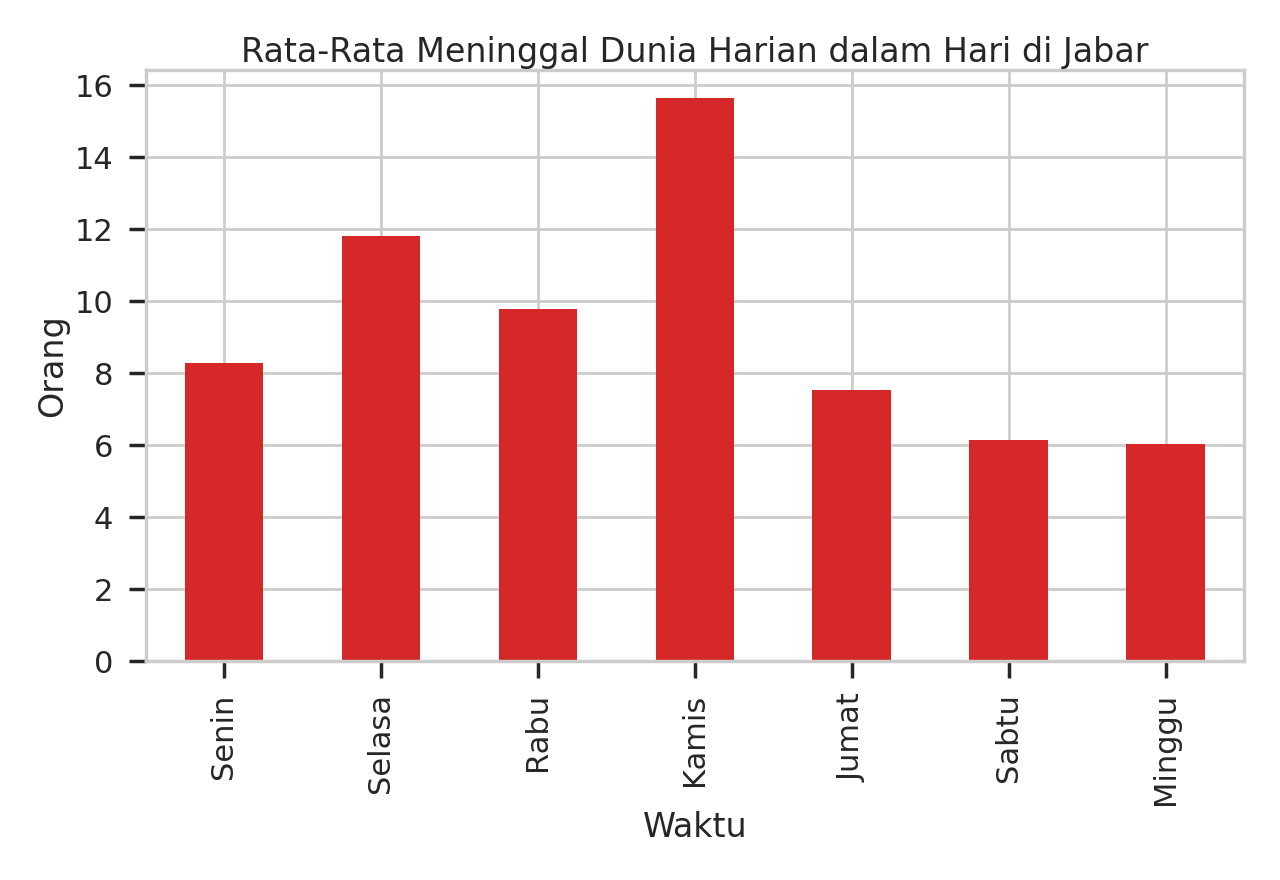 Rata-Rata Meninggal Dunia Harian dalam Hari di Jabar
16
14
12
10
8
6
4
2
0
Orang
Senin
Selasa
Rabu
Kamis
Jumat
Sabtu
Minggu
Waktu